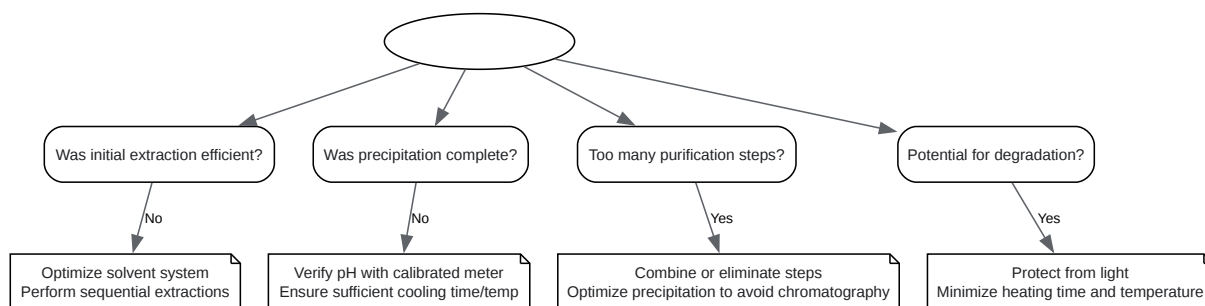 Was initial extraction efficient?
Was precipitation complete?
Too many purification steps?
Potential for degradation?
No
No
Yes
Yes
Optimize solvent system
Perform sequential extractions
Verify pH with calibrated meter
Ensure sufficient cooling time/temp
Combine or eliminate steps
Optimize precipitation to avoid chromatography
Protect from light
Minimize heating time and temperature